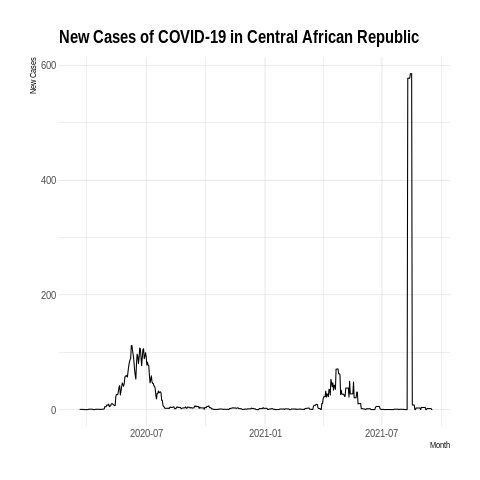 New Cases of COVID-19 in Central African Republic
New Cases
600
400
200
0
2020-07
2021-01
2021-07
Month